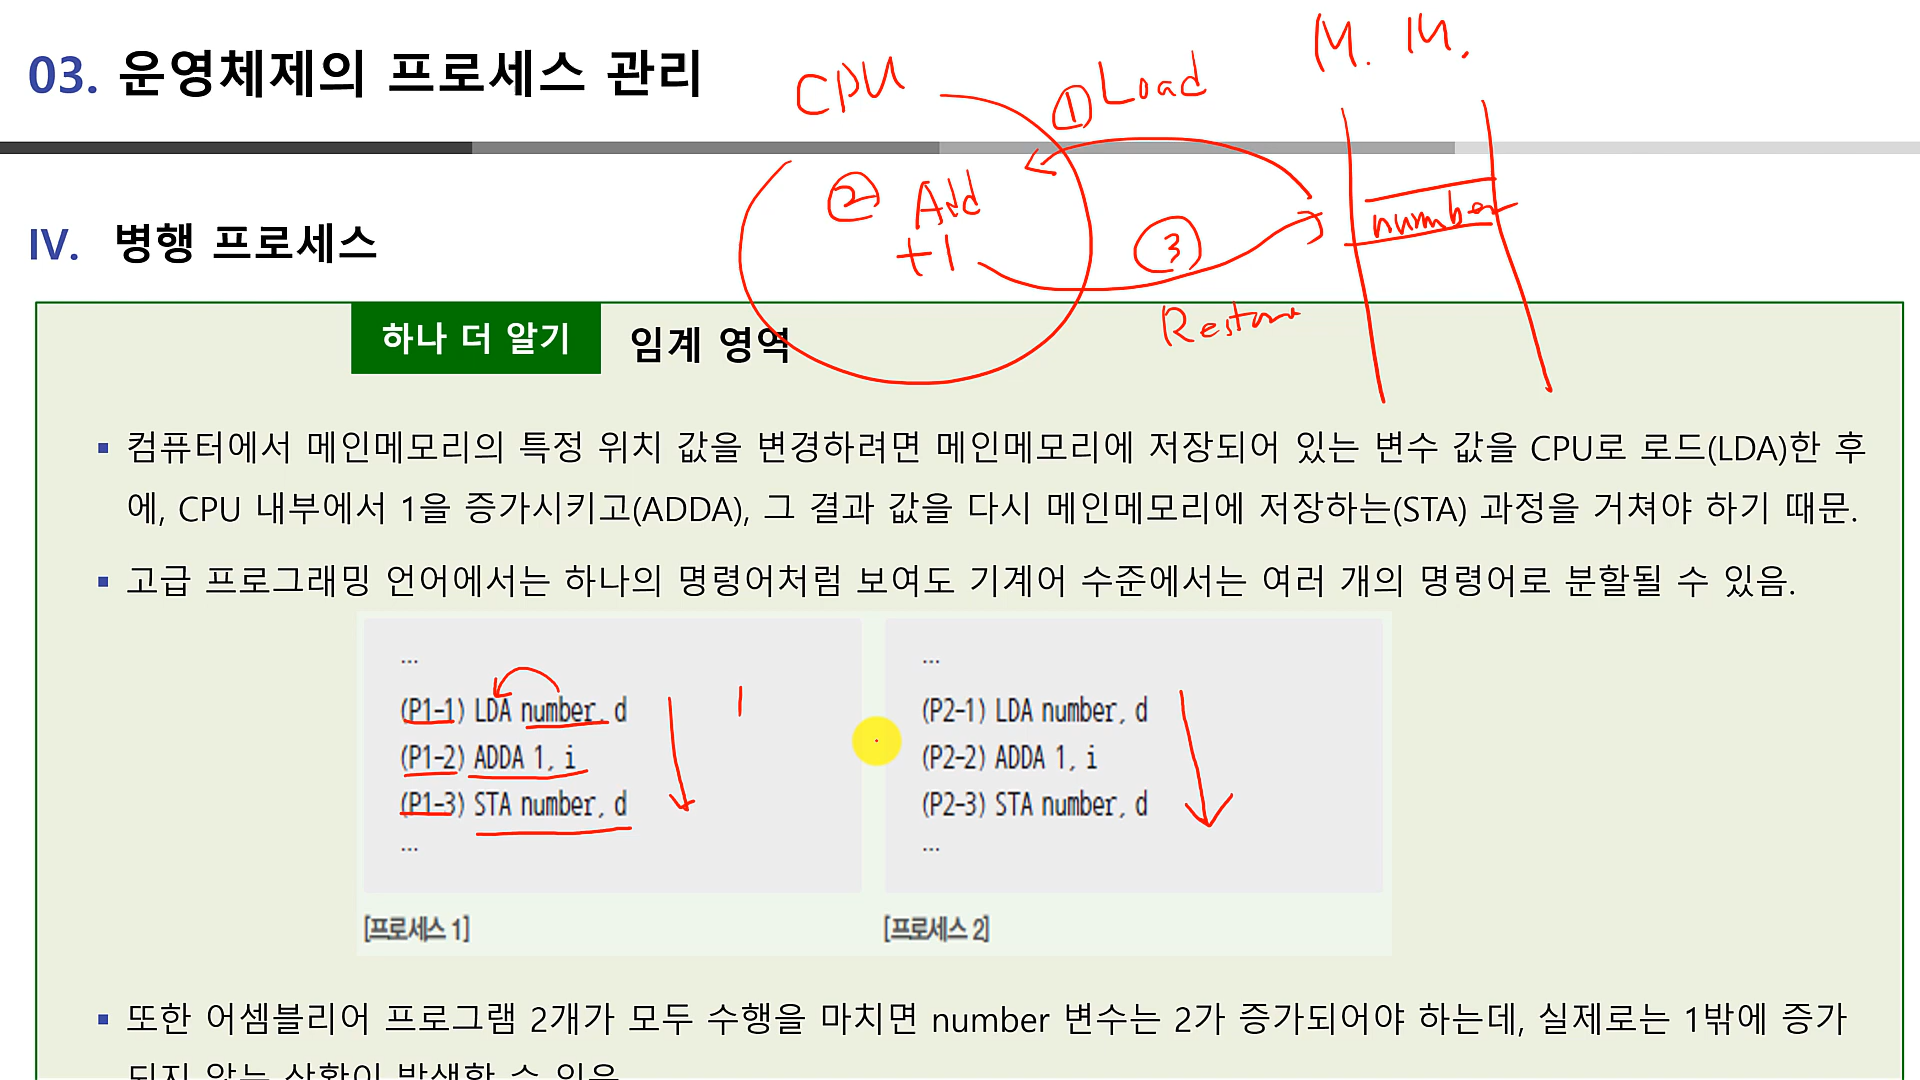 03. 운영체제의 프로세스 관리
CPU
① Load
M. M.
② Add
+1
③
number
Restore
IV. 병행 프로세스
하나 더 알기
임계 영역
▪ 컴퓨터에서 메인메모리의 특정 위치 값을 변경하려면 메인메모리에 저장되어 있는 변수 값을 CPU로 로드(LDA)한 후
에, CPU 내부에서 1을 증가시키고(ADDA), 그 결과 값을 다시 메인메모리에 저장하는(STA) 과정을 거쳐야 하기 때문.
▪ 고급 프로그래밍 언어에서는 하나의 명령어처럼 보여도 기계어 수준에서는 여러 개의 명령어로 분할될 수 있음.
...
(P1-1) LDA number, d
(P1-2) ADDA 1, i
(P1-3) STA number, d
...
[프로세스 1]
...
(P2-1) LDA number, d
(P2-2) ADDA 1, i
(P2-3) STA number, d
...
[프로세스 2]
▪ 또한 어셈블리어 프로그램 2개가 모두 수행을 마치면 number 변수는 2가 증가되어야 하는데, 실제로는 1밖에 증가
되지 않는 상황이 발생할 수 있음